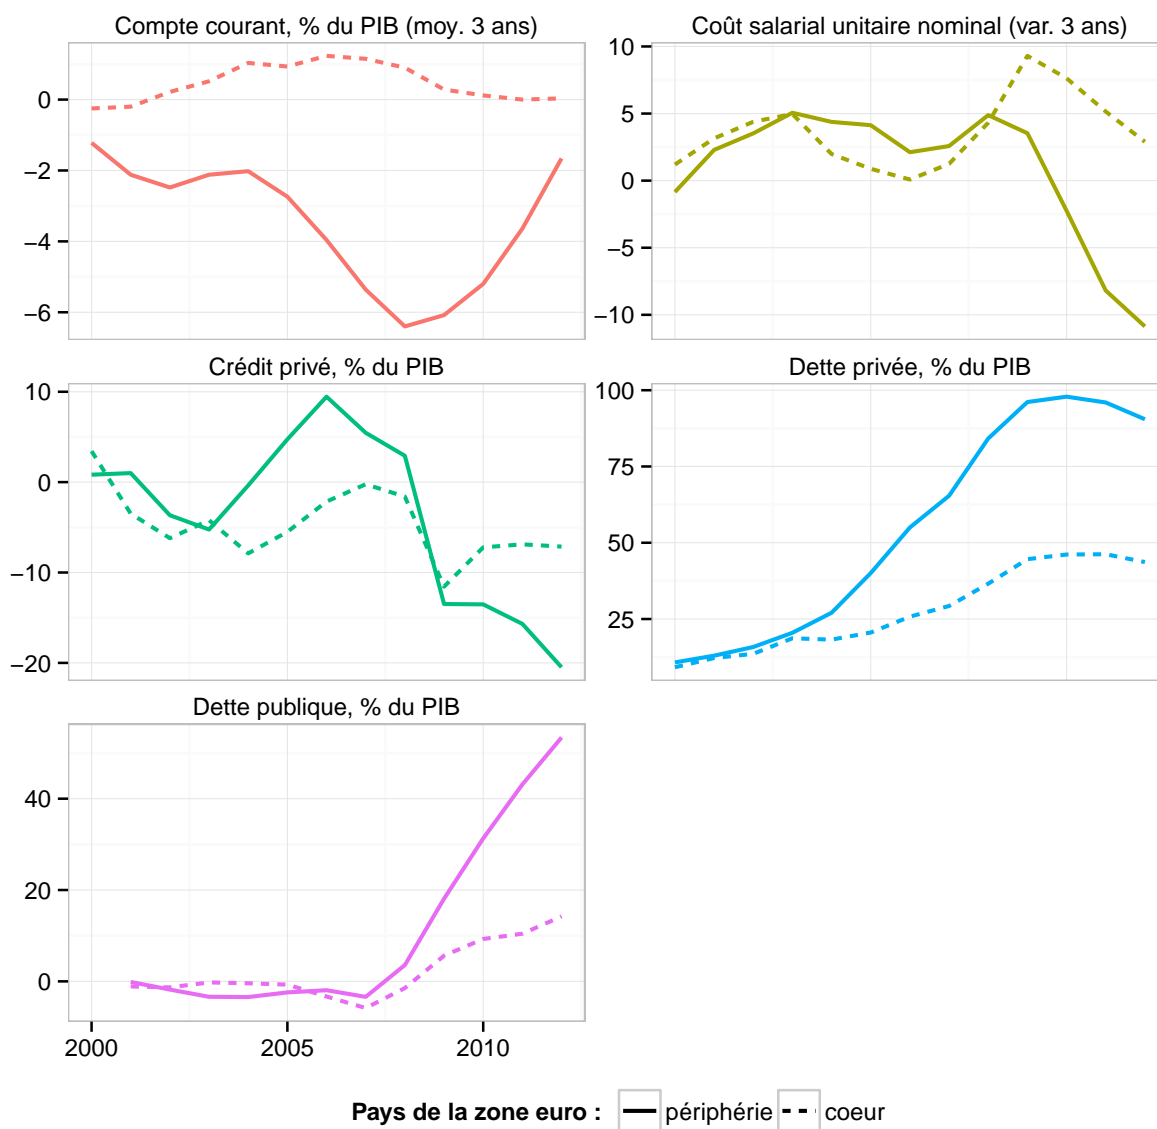 Compte courant, % du PIB (moy. 3 ans)
0
−2
−4
−6
Coût salarial unitaire nominal (var. 3 ans)
10
5
0
−5
−10
Crédit privé, % du PIB
10
0
−10
−20
Dette privée, % du PIB
100
75
50
25
Dette publique, % du PIB
40
20
0
2000 2005 2010
Pays de la zone euro : périphérie coeur